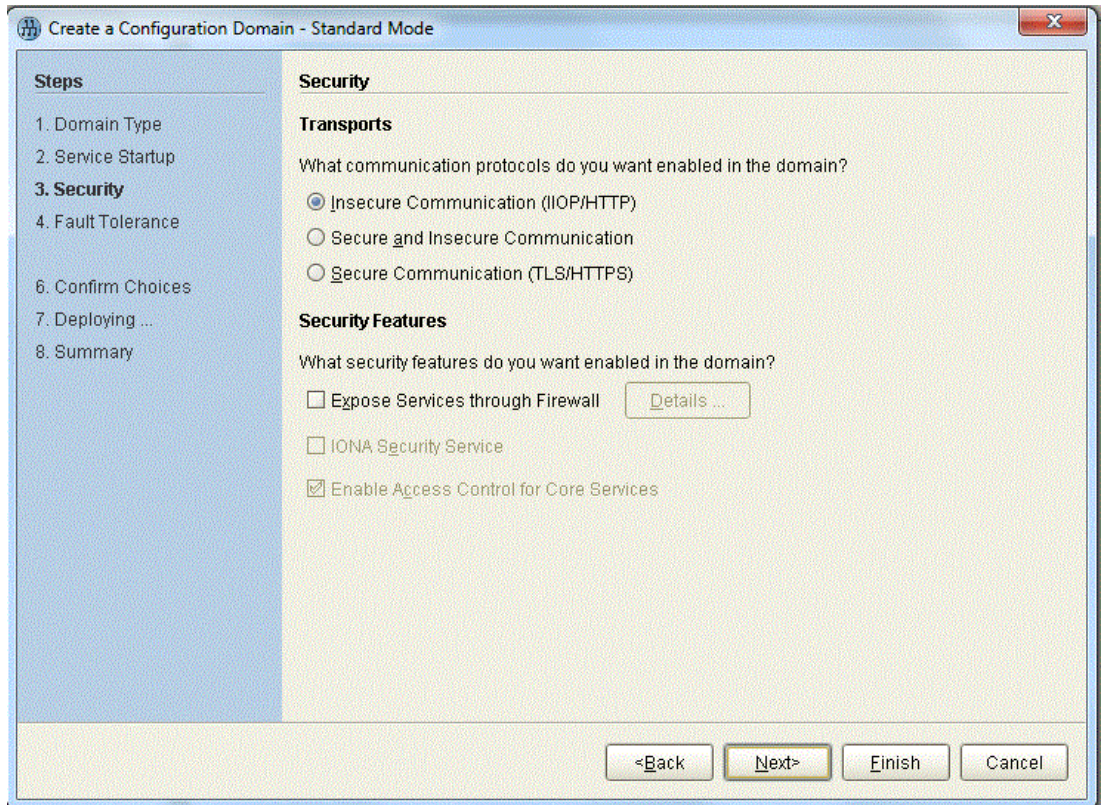 Create a Configuration Domain - Standard Mode
Steps
1. Domain Type
2. Service Startup
3. Security
4. Fault Tolerance
6. Confirm Choices
7. Deploying ...
8. Summary
Security
Transports
What communication protocols do you want enabled in the domain?
Insecure Communication (IIOP/HTTP)
Secure and Insecure Communication
Secure Communication (TLS/HTTPS)
Security Features
What security features do you want enabled in the domain?
Expose Services through Firewall Details ...
IONA Security Service
Enable Access Control for Core Services
<Back Next> Finish Cancel